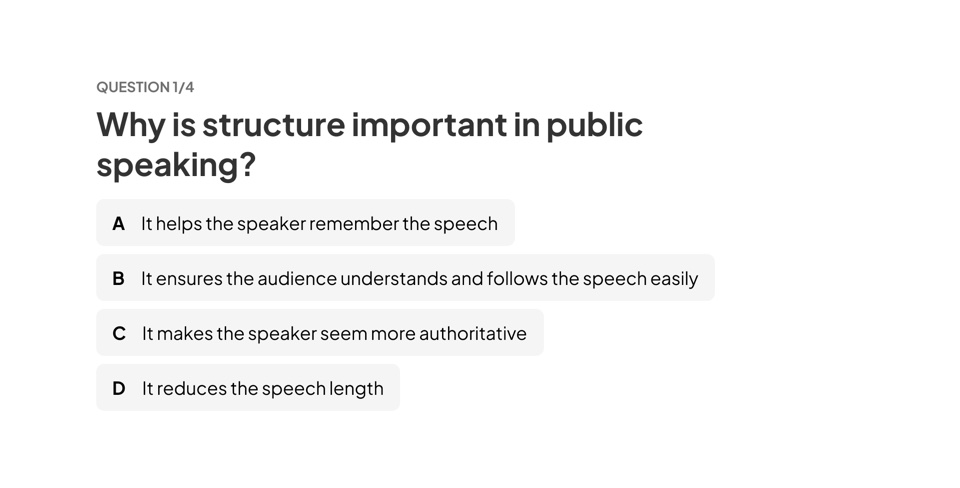 QUESTION 1/4
Why is structure important in public
speaking?
A It helps the speaker remember the speech
B It ensures the audience understands and follows the speech easily
C It makes the speaker seem more authoritative
D It reduces the speech length